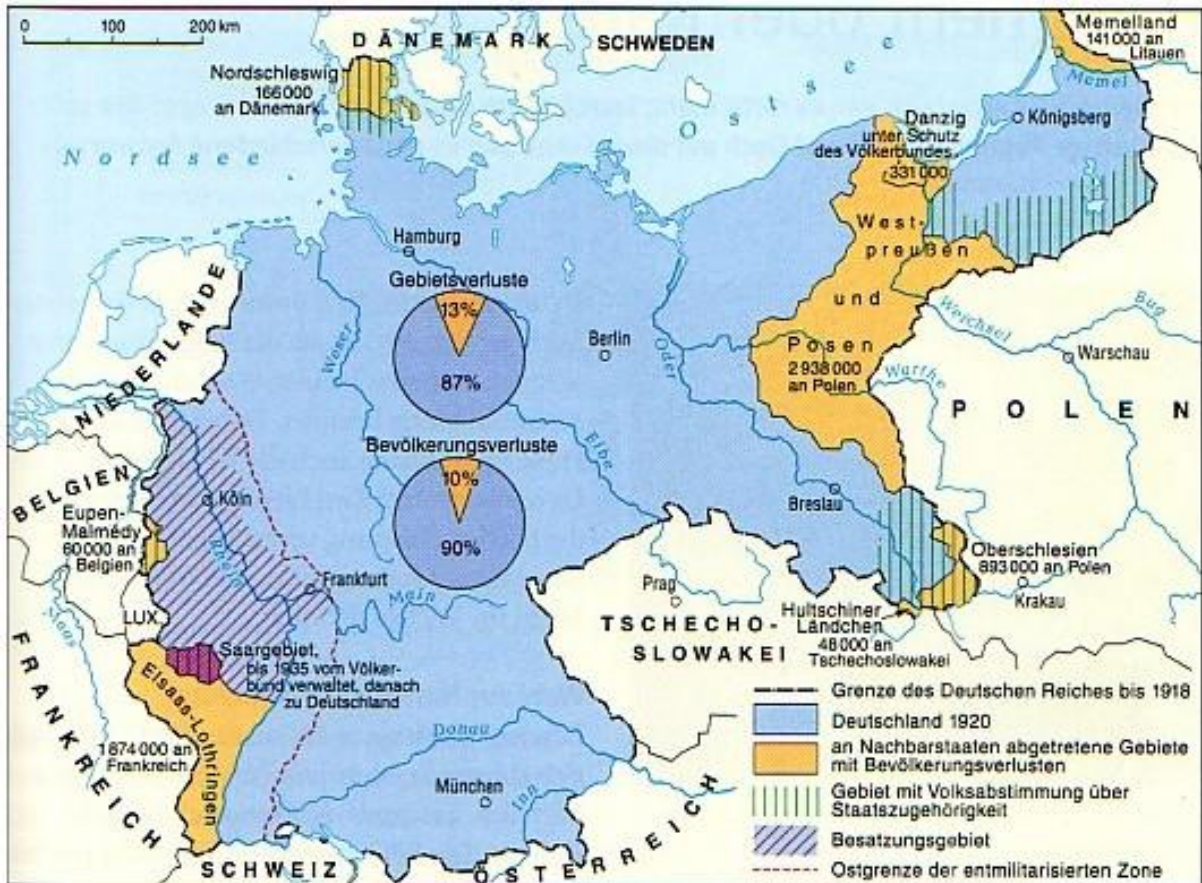 0 100 200 km
DÄNEMARK
SCHWEDEN
Memelland
141000 an
Litauen
Nordschleswig
166000
an Dänemark
Ostsee
Memel
Danzig
unter Schutz
des Völkerbundes
331000
Königsberg
Nordsee
Hamburg
West-
preußen
und
Posen
2938000
an Polen
Gebietsverluste
13%
87%
Weser
Berlin
Oder
Weichsel
Bug
Warschau
Warthe
NIEDERLANDE
POLEN
Bevölkerungsverluste
10%
90%
Elbe
BELGIEN
Köln
Breslau
Eupen-
Malmédy
60000 an
Belgien
Rhein
Frankfurt
Main
Prag
Oberschlesien
893000 an Polen
Krakau
LUX.
Maas
TSCHECHO-
SLOWAKEI
Hultschiner
Ländchen
48000 an
Tschechoslowakei
FRANKREICH
Saargebiet,
bis 1935 vom Völker-
bund verwaltet, danach
zu Deutschland
Elsass-Lothringen
1874000 an
Frankreich
Donau
München
Inn
SCHWEIZ
ÖSTERREICH
Grenze des Deutschen Reiches bis 1918
Deutschland 1920
an Nachbarstaaten abgetretene Gebiete
mit Bevölkerungsverlusten
Gebiet mit Volksabstimmung über
Staatszugehörigkeit
Besatzungsgebiet
Ostgrenze der entmilitarisierten Zone